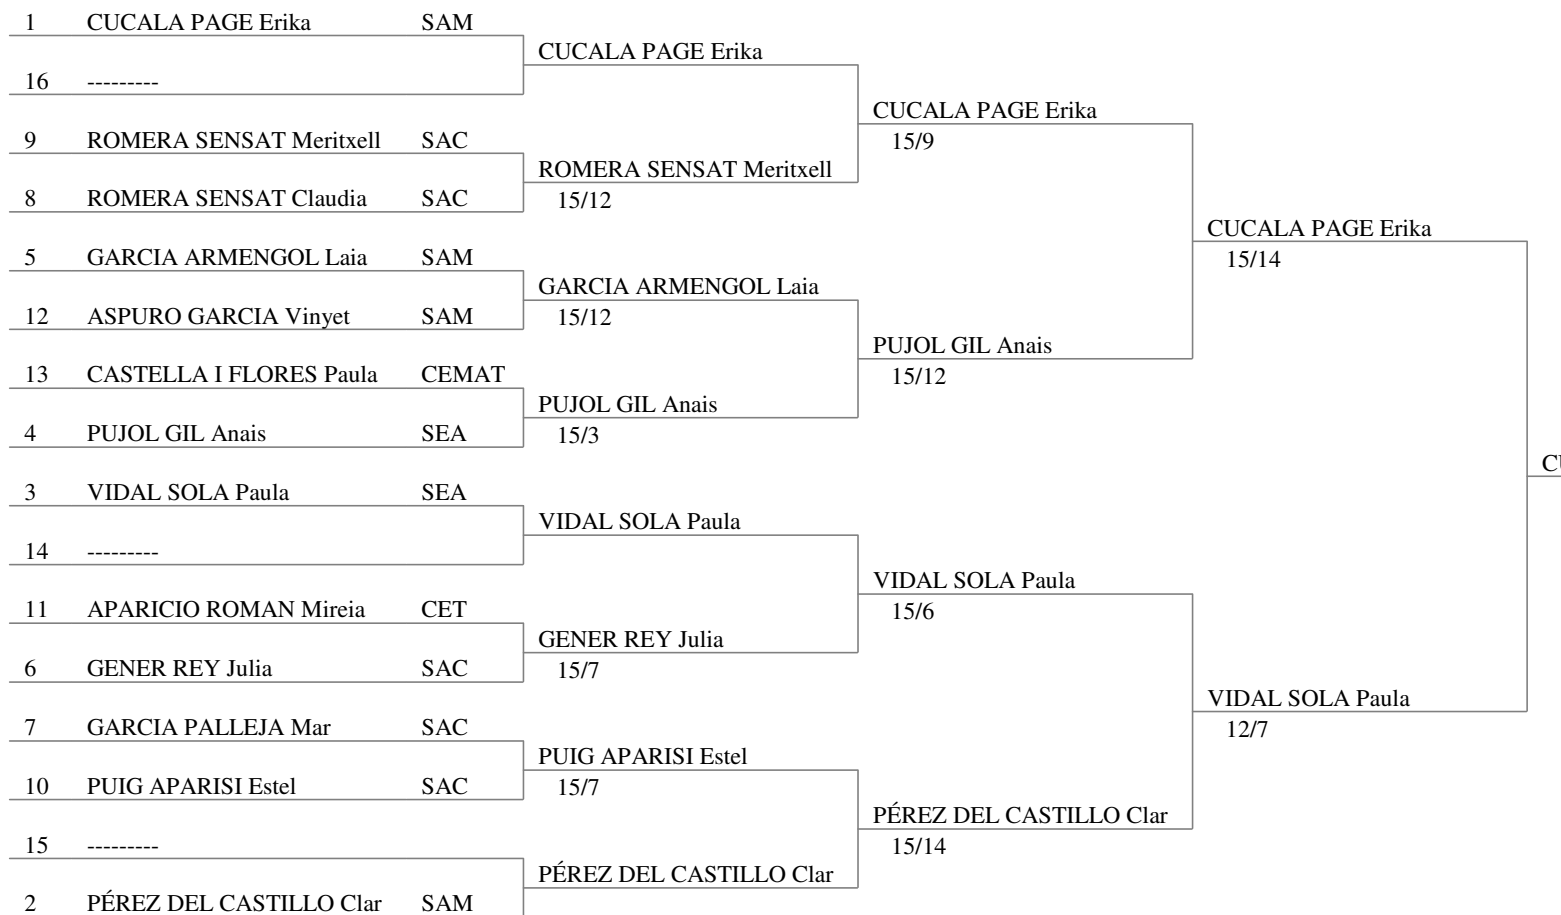 1 CUCALA PAGE Erika SAM
CUCALA PAGE Erika
16 ---------
CUCALA PAGE Erika
15/9
9 ROMERA SENSAT Meritxell SAC
ROMERA SENSAT Meritxell
15/12
8 ROMERA SENSAT Claudia SAC
CUCALA PAGE Erika
15/14
5 GARCIA ARMENGOL Laia SAM
GARCIA ARMENGOL Laia
15/12
12 ASPURO GARCIA Vinyet SAM
PUJOL GIL Anais
15/12
13 CASTELLA I FLORES Paula CEMAT
PUJOL GIL Anais
15/3
4 PUJOL GIL Anais SEA
CU
3 VIDAL SOLA Paula SEA
VIDAL SOLA Paula
14 ---------
VIDAL SOLA Paula
15/6
11 APARICIO ROMAN Mireia CET
GENER REY Julia
15/7
6 GENER REY Julia SAC
VIDAL SOLA Paula
12/7
7 GARCIA PALLEJA Mar SAC
PUIG APARISI Estel
15/7
10 PUIG APARISI Estel SAC
PÉREZ DEL CASTILLO Clar
15/14
15 ---------
PÉREZ DEL CASTILLO Clar
2 PÉREZ DEL CASTILLO Clar SAM